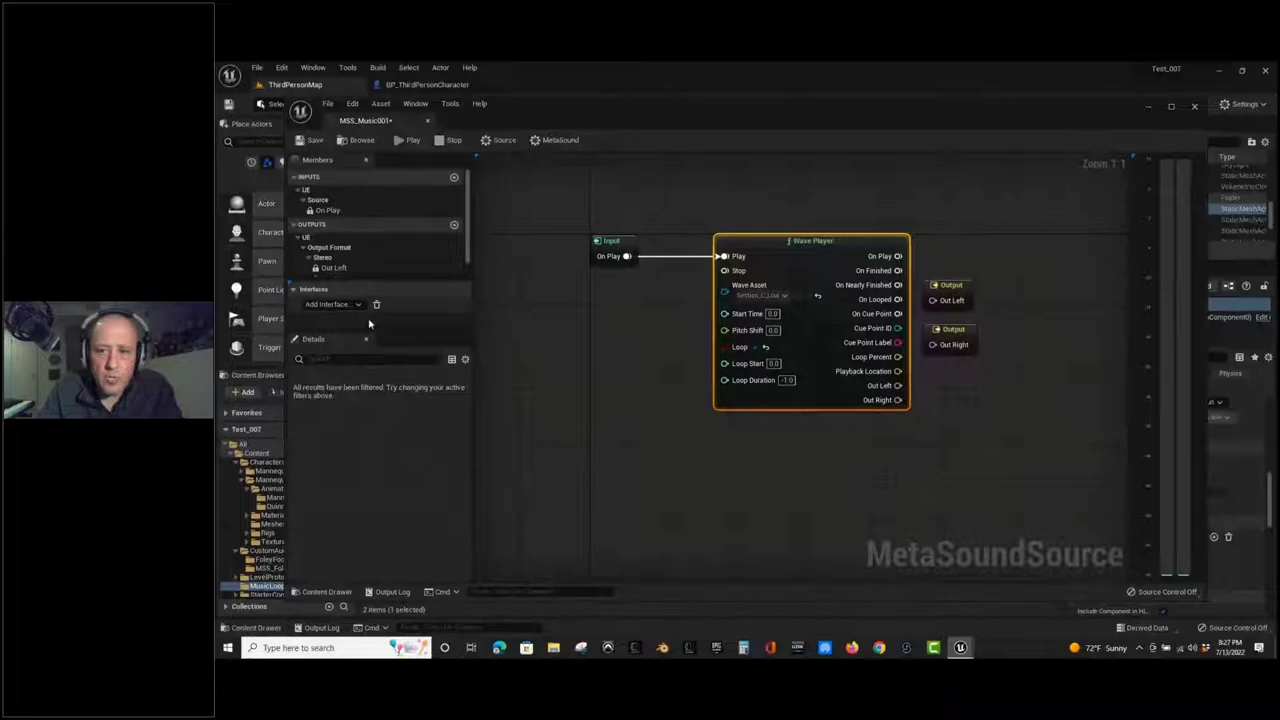 File Edit Window Tools Build Select Actor Help
Test_007
ThirdPersonMap
BP_ThirdPersonCharacter
File Edit Asset Window Tools Help
Settings
MSS_Music001•
Place Actors
Save Browse Play Stop Source MetaSound
Type
Members
Zoom 1:1
INPUTS
UE
Source
On Play
OUTPUTS
UE
Output Format
Stereo
Out Left
Interfaces
Add Interface...
Details
Search
All results have been filtered. Try changing your active
filters above.
Actor
Pawn
Trigger
Input
On Play
Wave Player
Play
Stop
Wave Asset
Start Time 0.0
Pitch Shift 0.0
Loop
Loop Start 0.0
Loop Duration -1.0
On Play
On Finished
On Nearly Finished
On Looped
On Cue Point
Cue Point ID
Cue Point Label
Loop Percent
Playback Location
Out Left
Out Right
Output
Out Left
Output
Out Right
Physics
Add
Favorites
Test_007
All
Content
Collections
MetaSoundSource
Content Drawer Output Log Cmd
Source Control Off
2 items (1 selected)
Content Drawer Output Log Cmd
Derived Data Source Control Off
Type here to search
72°F Sunny
8:27 PM
7/13/2022